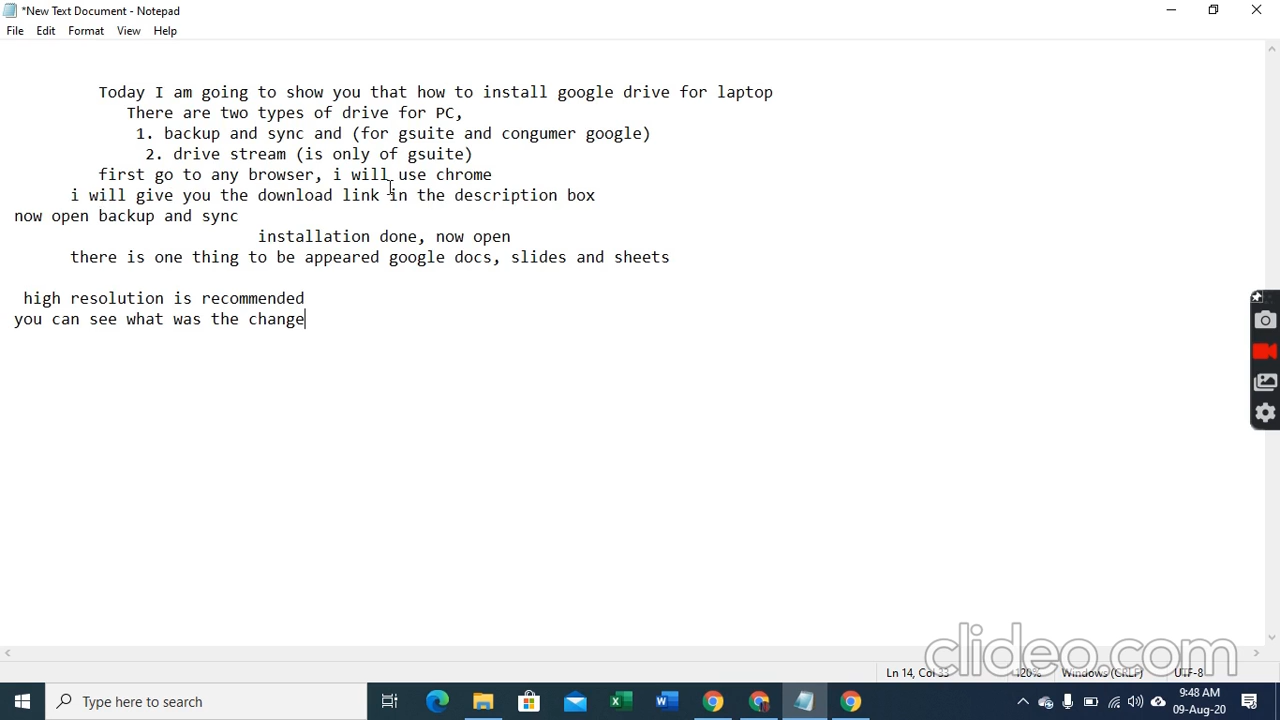 *New Text Document - Notepad
File Edit Format View Help
Today I am going to show you that how to install google drive for laptop
There are two types of drive for PC,
1. backup and sync and (for gsuite and congumer google)
2. drive stream (is only of gsuite)
first go to any browser, i will use chrome
i will give you the download link in the description box
now open backup and sync
installation done, now open
there is one thing to be appeared google docs, slides and sheets
high resolution is recommended
you can see what was the change
clideo.com
Ln 14, Col 33 120% Windows (CRLF) UTF-8
Type here to search
9:48 AM
09-Aug-20